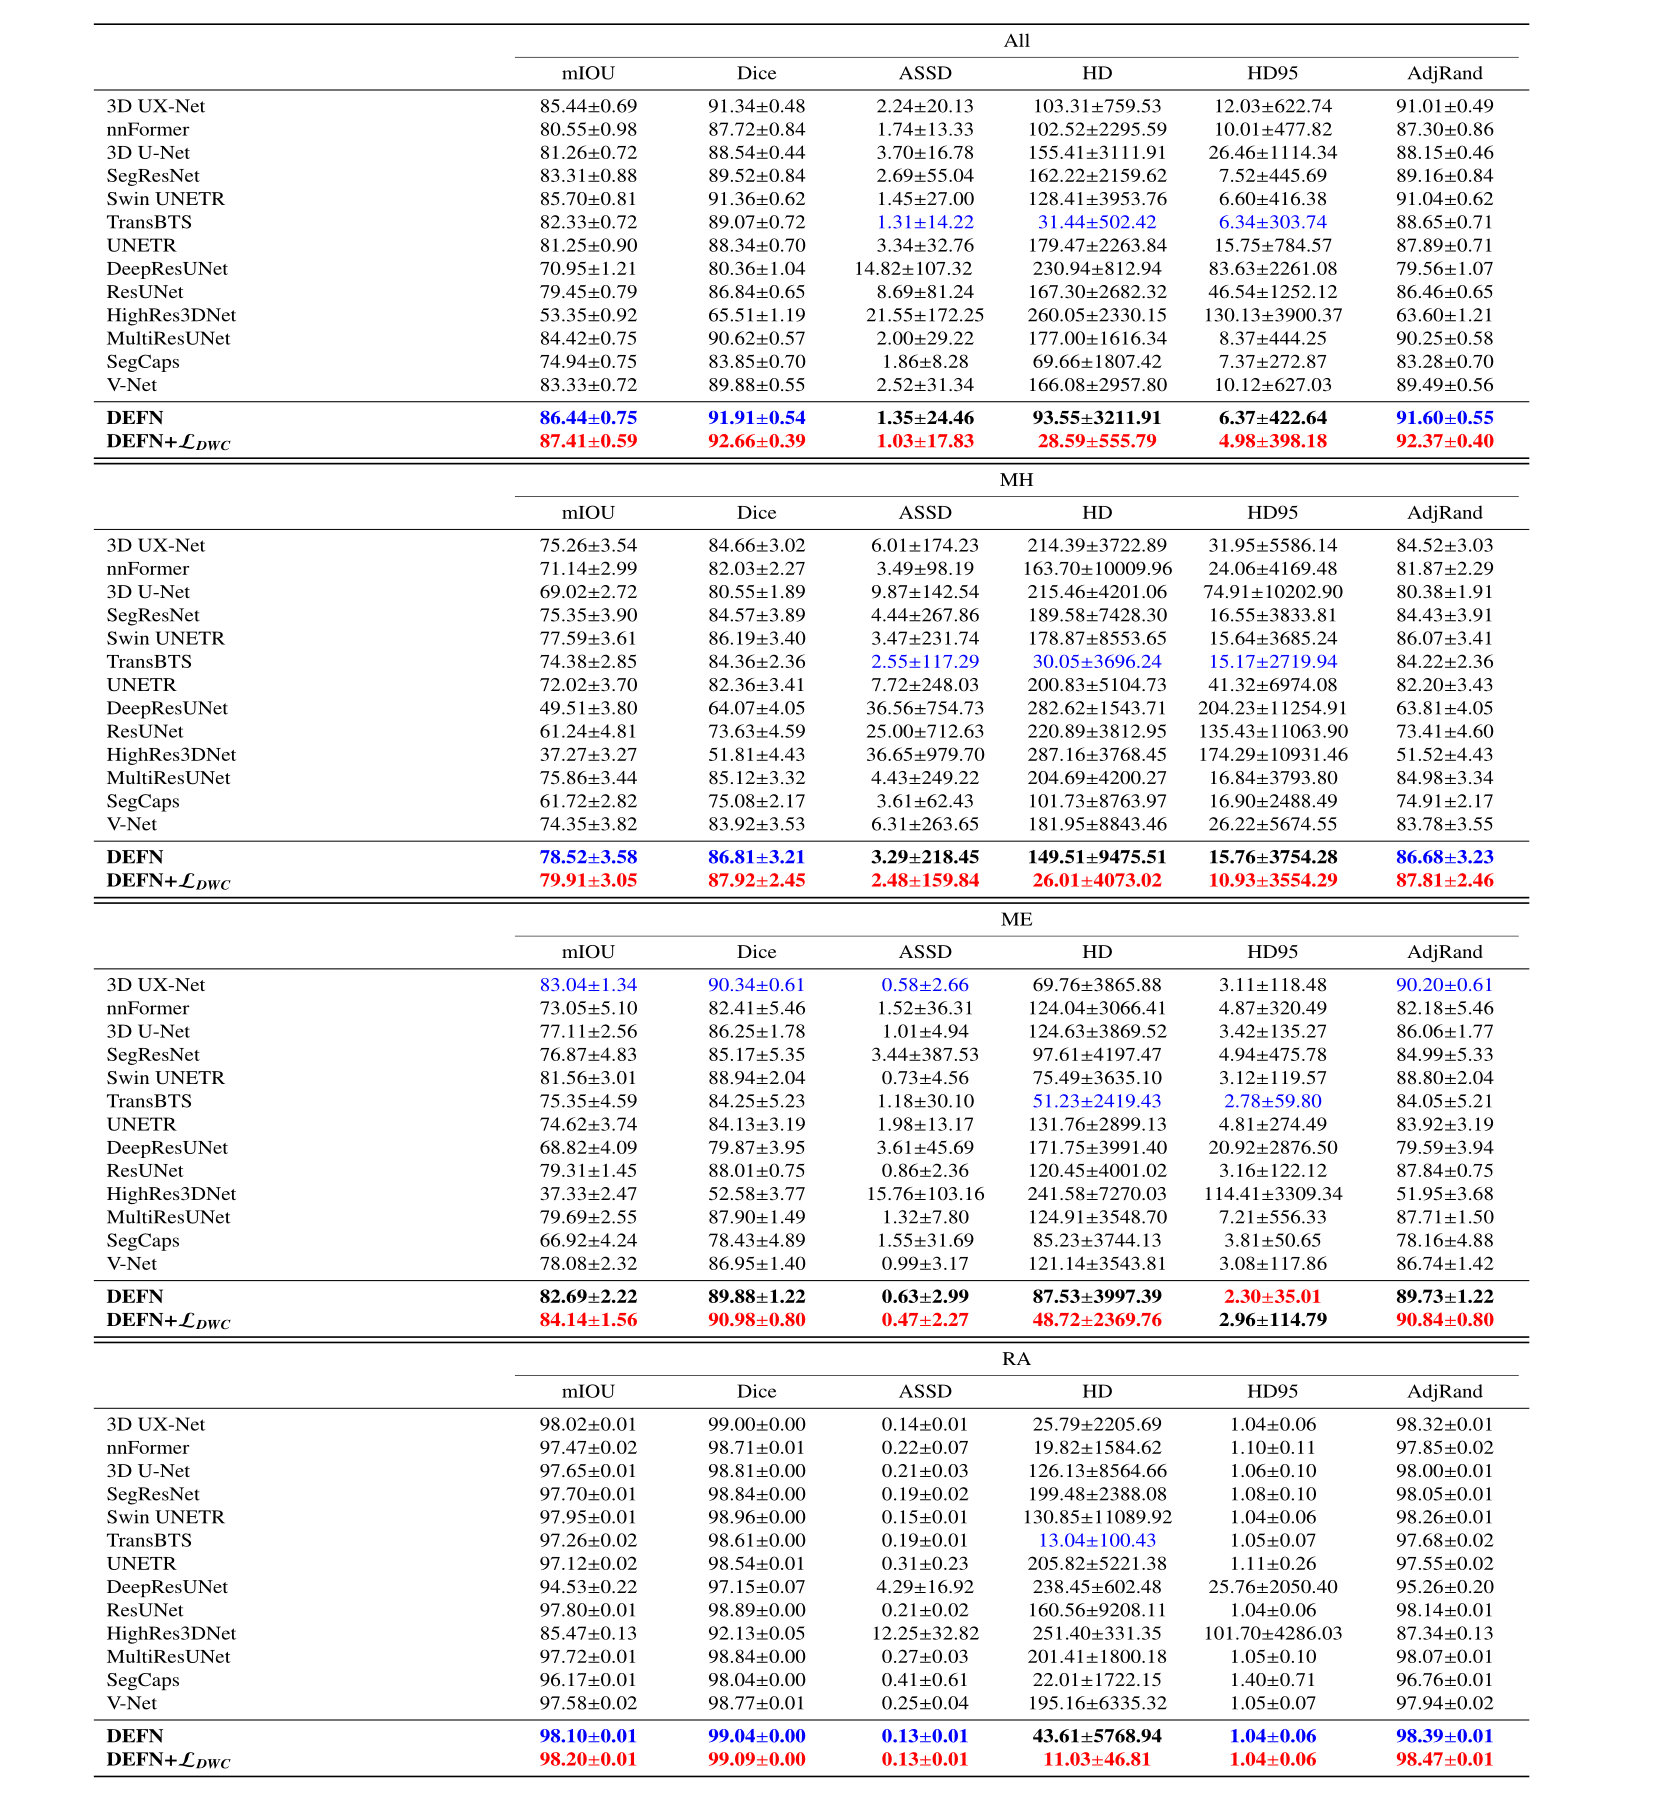 All
mIOU Dice ASSD HD HD95 AdjRand
3D UX-Net 85.44±0.69 91.34±0.48 2.24±20.13 103.31±759.53 12.03±622.74 91.01±0.49
nnFormer 80.55±0.98 87.72±0.84 1.74±13.33 102.52±2295.59 10.01±477.82 87.30±0.86
3D U-Net 81.26±0.72 88.54±0.44 3.70±16.78 155.41±3111.91 26.46±1114.34 88.15±0.46
SegResNet 83.31±0.88 89.52±0.84 2.69±55.04 162.22±2159.62 7.52±445.69 89.16±0.84
Swin UNETR 85.70±0.81 91.36±0.62 1.45±27.00 128.41±3953.76 6.60±416.38 91.04±0.62
TransBTS 82.33±0.72 89.07±0.72 1.31±14.22 31.44±502.42 6.34±303.74 88.65±0.71
UNETR 81.25±0.90 88.34±0.70 3.34±32.76 179.47±2263.84 15.75±784.57 87.89±0.71
DeepResUNet 70.95±1.21 80.36±1.04 14.82±107.32 230.94±812.94 83.63±2261.08 79.56±1.07
ResUNet 79.45±0.79 86.84±0.65 8.69±81.24 167.30±2682.32 46.54±1252.12 86.46±0.65
HighRes3DNet 53.35±0.92 65.51±1.19 21.55±172.25 260.05±2330.15 130.13±3900.37 63.60±1.21
MultiResUNet 84.42±0.75 90.62±0.57 2.00±29.22 177.00±1616.34 8.37±444.25 90.25±0.58
SegCaps 74.94±0.75 83.85±0.70 1.86±8.28 69.66±1807.42 7.37±272.87 83.28±0.70
V-Net 83.33±0.72 89.88±0.55 2.52±31.34 166.08±2957.80 10.12±627.03 89.49±0.56
DEFN 86.44±0.75 91.91±0.54 1.35±24.46 93.55±3211.91 6.37±422.64 91.60±0.55
DEFN+ℒDWC 87.41±0.59 92.66±0.39 1.03±17.83 28.59±555.79 4.98±398.18 92.37±0.40
MH
mIOU Dice ASSD HD HD95 AdjRand
3D UX-Net 75.26±3.54 84.66±3.02 6.01±174.23 214.39±3722.89 31.95±5586.14 84.52±3.03
nnFormer 71.14±2.99 82.03±2.27 3.49±98.19 163.70±10009.96 24.06±4169.48 81.87±2.29
3D U-Net 69.02±2.72 80.55±1.89 9.87±142.54 215.46±4201.06 74.91±10202.90 80.38±1.91
SegResNet 75.35±3.90 84.57±3.89 4.44±267.86 189.58±7428.30 16.55±3833.81 84.43±3.91
Swin UNETR 77.59±3.61 86.19±3.40 3.47±231.74 178.87±8553.65 15.64±3685.24 86.07±3.41
TransBTS 74.38±2.85 84.36±2.36 2.55±117.29 30.05±3696.24 15.17±2719.94 84.22±2.36
UNETR 72.02±3.70 82.36±3.41 7.72±248.03 200.83±5104.73 41.32±6974.08 82.20±3.43
DeepResUNet 49.51±3.80 64.07±4.05 36.56±754.73 282.62±1543.71 204.23±11254.91 63.81±4.05
ResUNet 61.24±4.81 73.63±4.59 25.00±712.63 220.89±3812.95 135.43±11063.90 73.41±4.60
HighRes3DNet 37.27±3.27 51.81±4.43 36.65±979.70 287.16±3768.45 174.29±10931.46 51.52±4.43
MultiResUNet 75.86±3.44 85.12±3.32 4.43±249.22 204.69±4200.27 16.84±3793.80 84.98±3.34
SegCaps 61.72±2.82 75.08±2.17 3.61±62.43 101.73±8763.97 16.90±2488.49 74.91±2.17
V-Net 74.35±3.82 83.92±3.53 6.31±263.65 181.95±8843.46 26.22±5674.55 83.78±3.55
DEFN 78.52±3.58 86.81±3.21 3.29±218.45 149.51±9475.51 15.76±3754.28 86.68±3.23
DEFN+ℒDWC 79.91±3.05 87.92±2.45 2.48±159.84 26.01±4073.02 10.93±3554.29 87.81±2.46
ME
mIOU Dice ASSD HD HD95 AdjRand
3D UX-Net 83.04±1.34 90.34±0.61 0.58±2.66 69.76±3865.88 3.11±118.48 90.20±0.61
nnFormer 73.05±5.10 82.41±5.46 1.52±36.31 124.04±3066.41 4.87±320.49 82.18±5.46
3D U-Net 77.11±2.56 86.25±1.78 1.01±4.94 124.63±3869.52 3.42±135.27 86.06±1.77
SegResNet 76.87±4.83 85.17±5.35 3.44±387.53 97.61±4197.47 4.94±475.78 84.99±5.33
Swin UNETR 81.56±3.01 88.94±2.04 0.73±4.56 75.49±3635.10 3.12±119.57 88.80±2.04
TransBTS 75.35±4.59 84.25±5.23 1.18±30.10 51.23±2419.43 2.78±59.80 84.05±5.21
UNETR 74.62±3.74 84.13±3.19 1.98±13.17 131.76±2899.13 4.81±274.49 83.92±3.19
DeepResUNet 68.82±4.09 79.87±3.95 3.61±45.69 171.75±3991.40 20.92±2876.50 79.59±3.94
ResUNet 79.31±1.45 88.01±0.75 0.86±2.36 120.45±4001.02 3.16±122.12 87.84±0.75
HighRes3DNet 37.33±2.47 52.58±3.77 15.76±103.16 241.58±7270.03 114.41±3309.34 51.95±3.68
MultiResUNet 79.69±2.55 87.90±1.49 1.32±7.80 124.91±3548.70 7.21±556.33 87.71±1.50
SegCaps 66.92±4.24 78.43±4.89 1.55±31.69 85.23±3744.13 3.81±50.65 78.16±4.88
V-Net 78.08±2.32 86.95±1.40 0.99±3.17 121.14±3543.81 3.08±117.86 86.74±1.42
DEFN 82.69±2.22 89.88±1.22 0.63±2.99 87.53±3997.39 2.30±35.01 89.73±1.22
DEFN+ℒDWC 84.14±1.56 90.98±0.80 0.47±2.27 48.72±2369.76 2.96±114.79 90.84±0.80
RA
mIOU Dice ASSD HD HD95 AdjRand
3D UX-Net 98.02±0.01 99.00±0.00 0.14±0.01 25.79±2205.69 1.04±0.06 98.32±0.01
nnFormer 97.47±0.02 98.71±0.01 0.22±0.07 19.82±1584.62 1.10±0.11 97.85±0.02
3D U-Net 97.65±0.01 98.81±0.00 0.21±0.03 126.13±8564.66 1.06±0.10 98.00±0.01
SegResNet 97.70±0.01 98.84±0.00 0.19±0.02 199.48±2388.08 1.08±0.10 98.05±0.01
Swin UNETR 97.95±0.01 98.96±0.00 0.15±0.01 130.85±11089.92 1.04±0.06 98.26±0.01
TransBTS 97.26±0.02 98.61±0.00 0.19±0.01 13.04±100.43 1.05±0.07 97.68±0.02
UNETR 97.12±0.02 98.54±0.01 0.31±0.23 205.82±5221.38 1.11±0.26 97.55±0.02
DeepResUNet 94.53±0.22 97.15±0.07 4.29±16.92 238.45±602.48 25.76±2050.40 95.26±0.20
ResUNet 97.80±0.01 98.89±0.00 0.21±0.02 160.56±9208.11 1.04±0.06 98.14±0.01
HighRes3DNet 85.47±0.13 92.13±0.05 12.25±32.82 251.40±331.35 101.70±4286.03 87.34±0.13
MultiResUNet 97.72±0.01 98.84±0.00 0.27±0.03 201.41±1800.18 1.05±0.10 98.07±0.01
SegCaps 96.17±0.01 98.04±0.00 0.41±0.61 22.01±1722.15 1.40±0.71 96.76±0.01
V-Net 97.58±0.02 98.77±0.01 0.25±0.04 195.16±6335.32 1.05±0.07 97.94±0.02
DEFN 98.10±0.01 99.04±0.00 0.13±0.01 43.61±5768.94 1.04±0.06 98.39±0.01
DEFN+ℒDWC 98.20±0.01 99.09±0.00 0.13±0.01 11.03±46.81 1.04±0.06 98.47±0.01